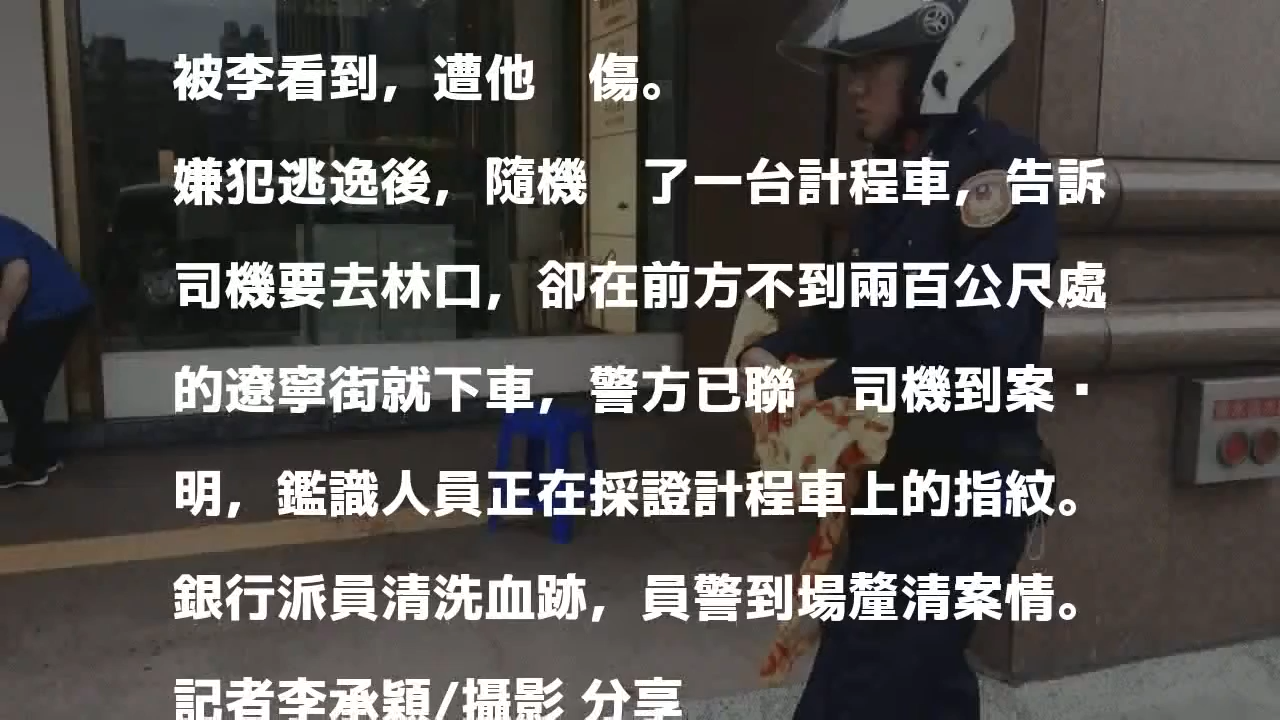 被李看到，遭他　傷。
嫌犯逃逸後，隨機　了一台計程車，告訴
司機要去林口，卻在前方不到兩百公尺處
的遼寧街就下車，警方已聯　司機到案·
明，鑑識人員正在採證計程車上的指紋。
銀行派員清洗血跡，員警到場釐清案情。
記者李承穎/攝影 分享